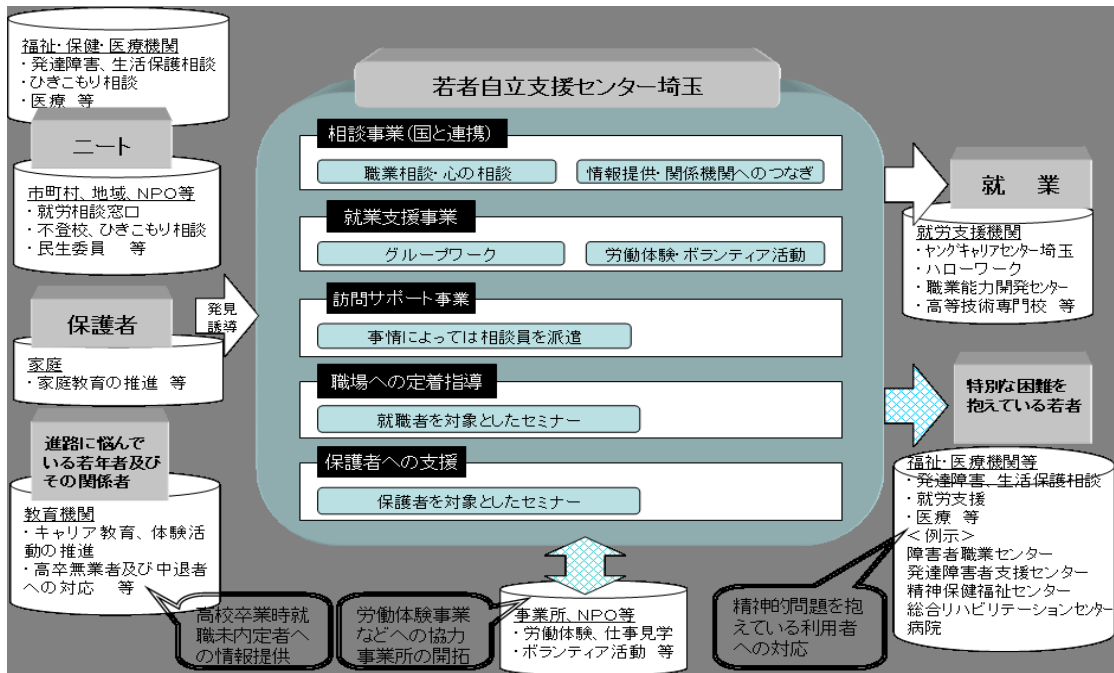 福祉・保健・医療機関
・発達障害、生活保護相談
・ひきこもり相談
・医療 等
ニート
市町村、地域、NPO等
・就労相談窓口
・不登校、ひきこもり相談
・民生委員　等
保護者
家庭
・家庭教育の推進 等
進路に悩んで
いる若年者及び
その関係者
教育機関
・キャリア教育、体験活
動の推進
・高卒無業者及び中退者
への対応　等
高校卒業時就
職未内定者へ
の情報提供
発見
誘導
若者自立支援センター埼玉
相談事業（国と連携）
職業相談・心の相談
情報提供・関係機関へのつなぎ
就業支援事業
グループワーク
労働体験・ボランティア活動
訪問サポート事業
事情によっては相談員を派遣
職場への定着指導
就職者を対象としたセミナー
保護者への支援
保護者を対象としたセミナー
労働体験事業
などへの協力
事業所の開拓
事業所、NPO等
・労働体験、仕事見学
・ボランティア活動 等
就　業
就労支援機関
・ヤングキャリアセンター埼玉
・ハローワーク
・職業能力開発センター
・高等技術専門校 等
特別な困難を
抱えている若者
福祉・医療機関等
・発達障害、生活保護相談
・就労支援
・医療 等
＜例示＞
障害者職業センター
発達障害者支援センター
精神保健福祉センター
総合リハビリテーションセンター
病院
精神的問題を抱
えている利用者
への対応